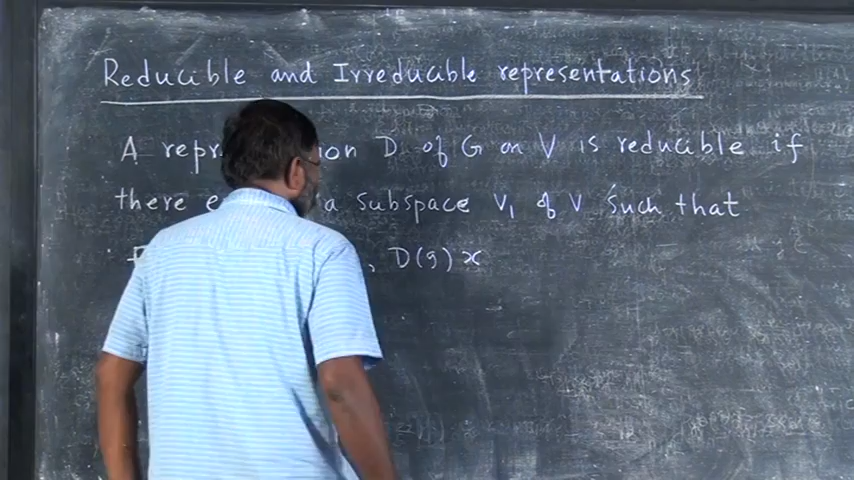 Reducible and Irreducible representations
A repr on D of G on V is reducible if
there e a subspace V₁ of V such that
, D(g)x